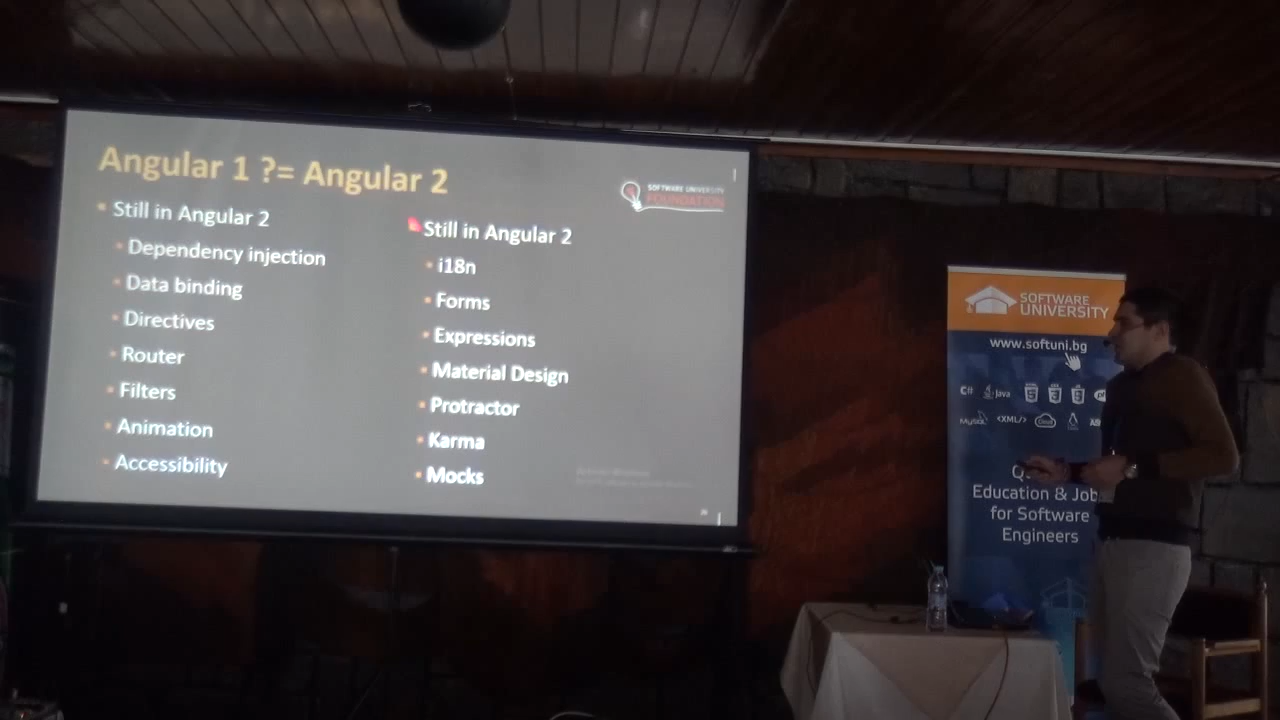 Angular 1 ?= Angular 2
SOFTWARE UNIVERSITY
FOUNDATION
Still in Angular 2
Dependency injection
Data binding
Directives
Router
Filters
Animation
Accessibility
Still in Angular 2
i18n
Forms
Expressions
Material Design
Protractor
Karma
Mocks
SOFTWARE
UNIVERSITY
www.softuni.bg
C#
Java
MySQL
<XML/>
Education & Job
for Software
Engineers